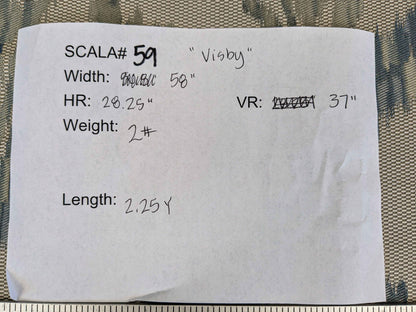 SCALA# 59 "Visby"
Width: 58"
HR: 28.25" VR: 37"
Weight: 2#
Length: 2.25Y